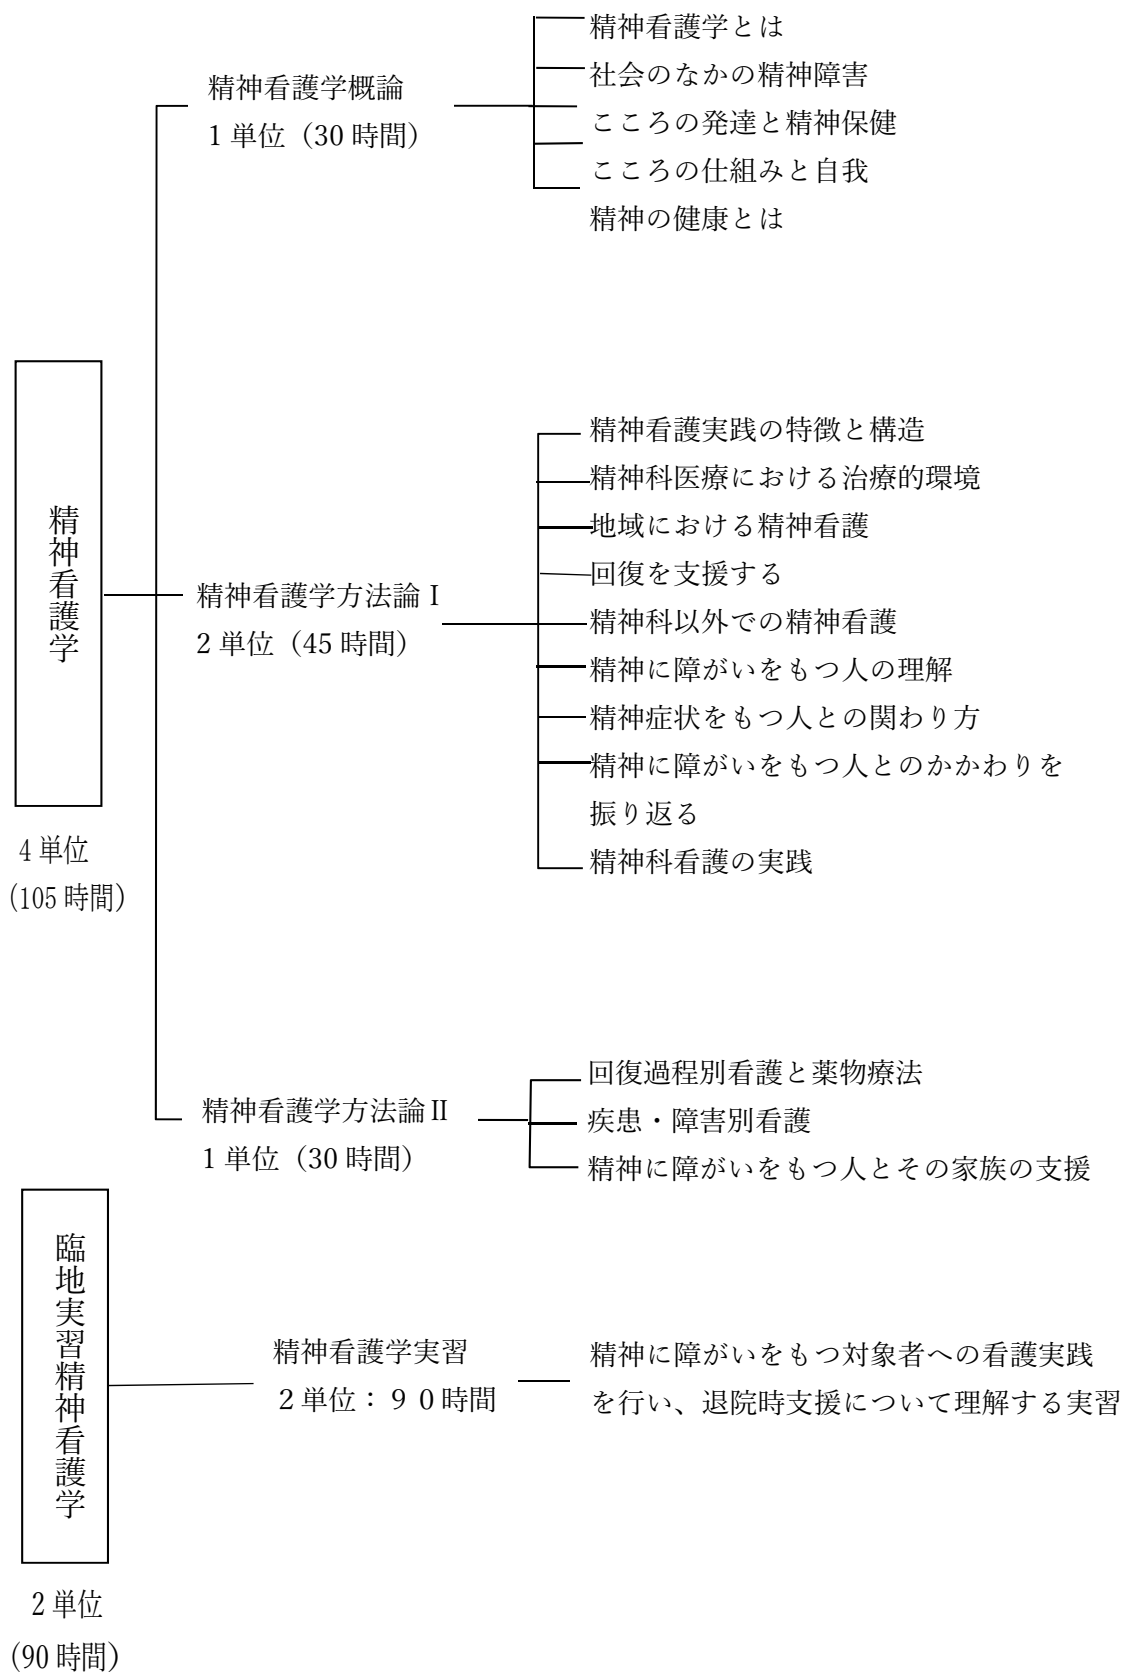 精神看護学
4単位
(105時間)
精神看護学概論
1単位（30時間）
精神看護学とは
社会のなかの精神障害
こころの発達と精神保健
こころの仕組みと自我
精神の健康とは
精神看護学方法論Ⅰ
2単位（45時間）
精神看護実践の特徴と構造
精神科医療における治療的環境
地域における精神看護
回復を支援する
精神科以外での精神看護
精神に障がいをもつ人の理解
精神症状をもつ人との関わり方
精神に障がいをもつ人とのかかわりを
振り返る
精神科看護の実践
精神看護学方法論Ⅱ
1単位（30時間）
回復過程別看護と薬物療法
疾患・障害別看護
精神に障がいをもつ人とその家族の支援
臨地実習精神看護学
2単位
(90時間)
精神看護学実習
2単位：９０時間
精神に障がいをもつ対象者への看護実践
を行い、退院時支援について理解する実習